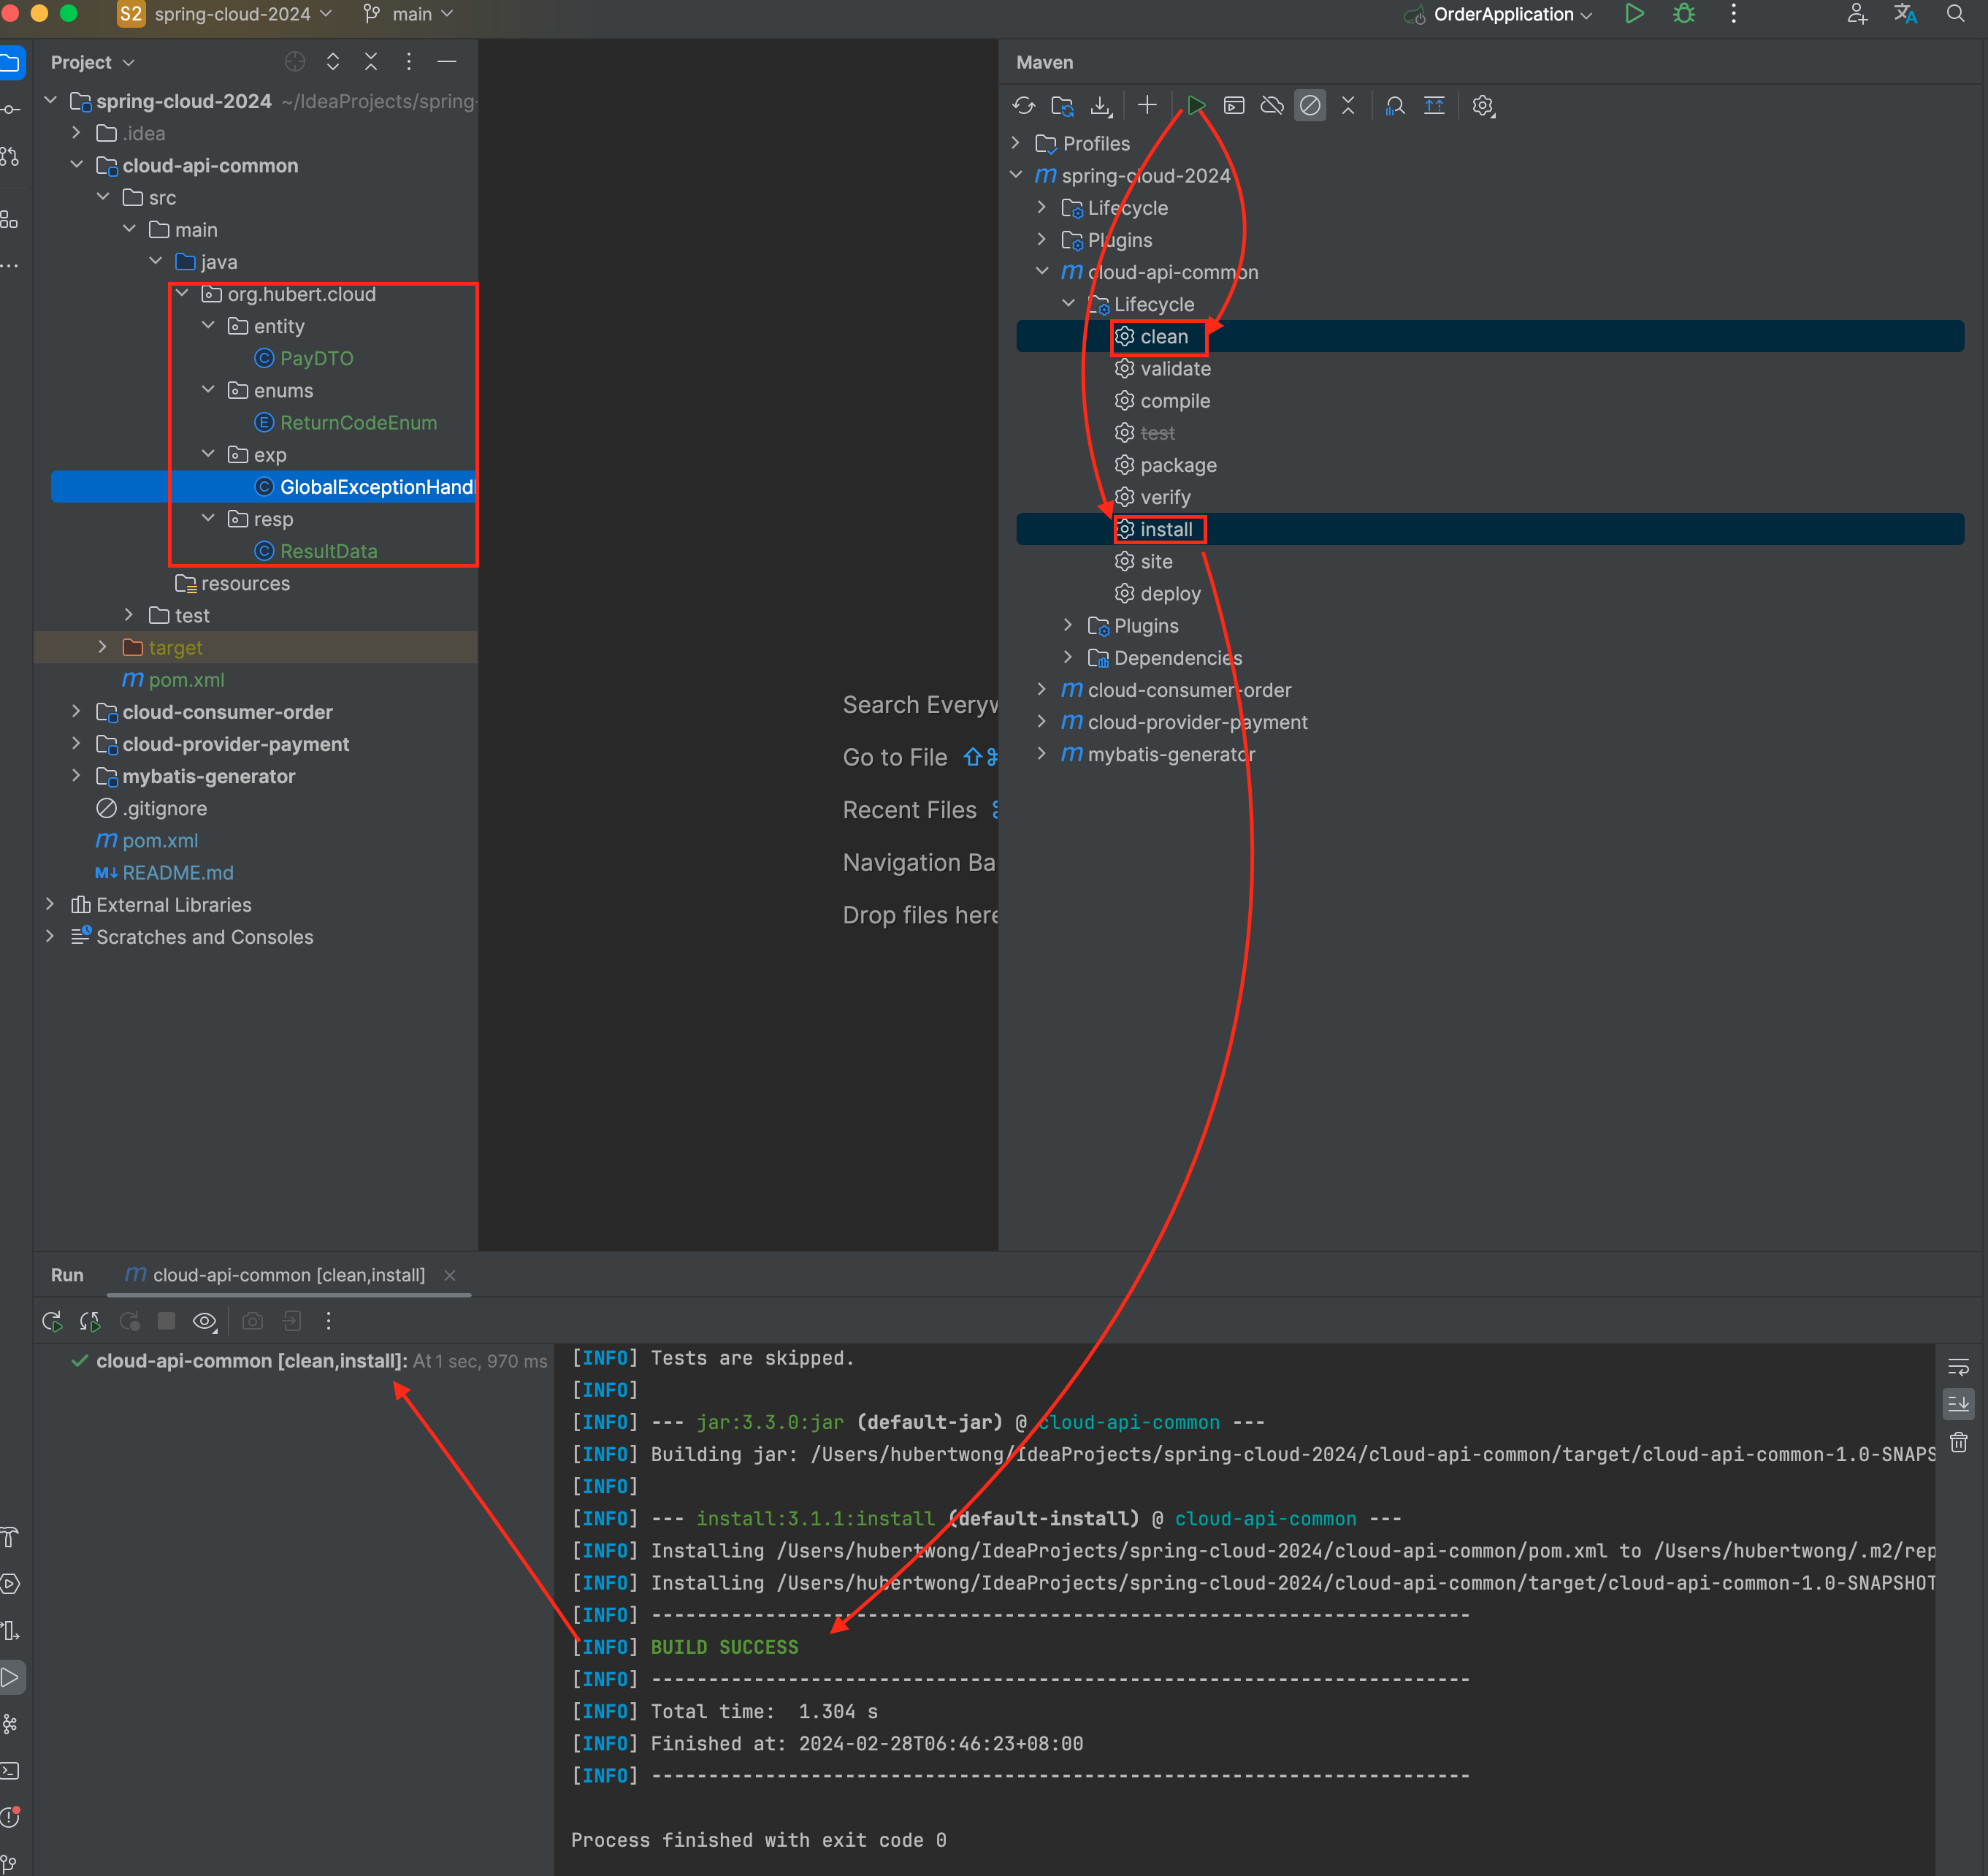 S2 spring-cloud-2024 main OrderApplication
Project
spring-cloud-2024 ~/IdeaProjects/spring-
.idea
cloud-api-common
src
main
java
org.hubert.cloud
entity
PayDTO
enums
ReturnCodeEnum
exp
GlobalExceptionHandl
resp
ResultData
resources
test
target
pom.xml
cloud-consumer-order
cloud-provider-payment
mybatis-generator
.gitignore
pom.xml
README.md
External Libraries
Scratches and Consoles
Search Everyw
Go to File ⇧⌘
Recent Files
Navigation Ba
Drop files here
Maven
Profiles
spring-cloud-2024
Lifecycle
Plugins
cloud-api-common
Lifecycle
clean
validate
compile
test
package
verify
install
site
deploy
Plugins
Dependencies
cloud-consumer-order
cloud-provider-payment
mybatis-generator
Run cloud-api-common [clean,install]
cloud-api-common [clean,install]: At 1 sec, 970 ms
[INFO] Tests are skipped.
[INFO]
[INFO] --- jar:3.3.0:jar (default-jar) @ cloud-api-common ---
[INFO] Building jar: /Users/hubertwong/IdeaProjects/spring-cloud-2024/cloud-api-common/target/cloud-api-common-1.0-SNAPS
[INFO]
[INFO] --- install:3.1.1:install (default-install) @ cloud-api-common ---
[INFO] Installing /Users/hubertwong/IdeaProjects/spring-cloud-2024/cloud-api-common/pom.xml to /Users/hubertwong/.m2/rep
[INFO] Installing /Users/hubertwong/IdeaProjects/spring-cloud-2024/cloud-api-common/target/cloud-api-common-1.0-SNAPSHOT
[INFO] ------------------------------------------------------------------------
[INFO] BUILD SUCCESS
[INFO] ------------------------------------------------------------------------
[INFO] Total time:  1.304 s
[INFO] Finished at: 2024-02-28T06:46:23+08:00
[INFO] ------------------------------------------------------------------------
Process finished with exit code 0